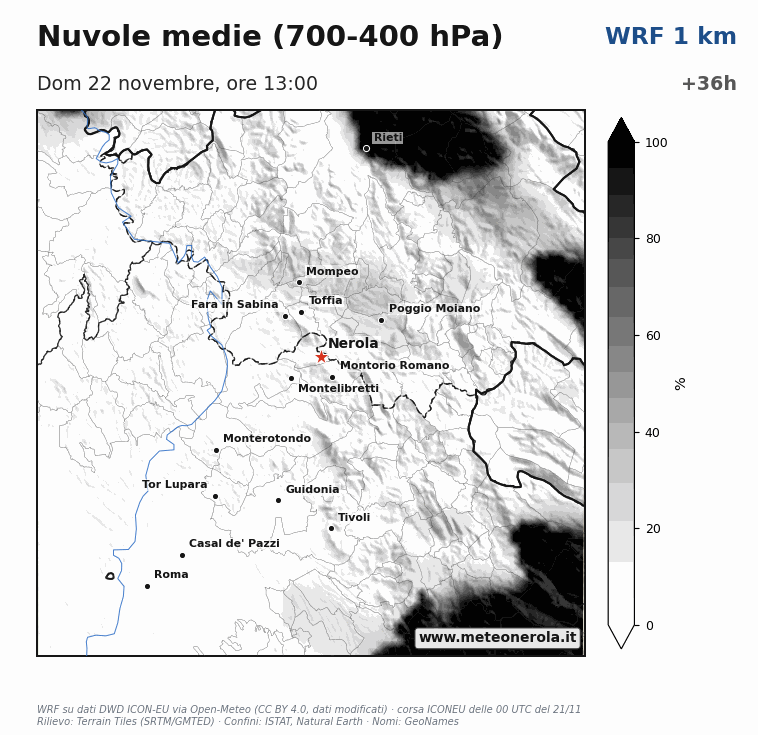 Nuvole medie (700-400 hPa)
WRF 1 km
Dom 22 novembre, ore 13:00
+36h
Rieti
Mompeo
Fara in Sabina
Toffia
Poggio Moiano
Nerola
Montorio Romano
Montelibretti
Monterotondo
Tor Lupara
Guidonia
Tivoli
Casal de' Pazzi
Roma
www.meteonerola.it
100
80
60
40
20
0
%
WRF su dati DWD ICON-EU via Open-Meteo (CC BY 4.0, dati modificati) · corsa ICONEU delle 00 UTC del 21/11
Rilievo: Terrain Tiles (SRTM/GMTED) · Confini: ISTAT, Natural Earth · Nomi: GeoNames